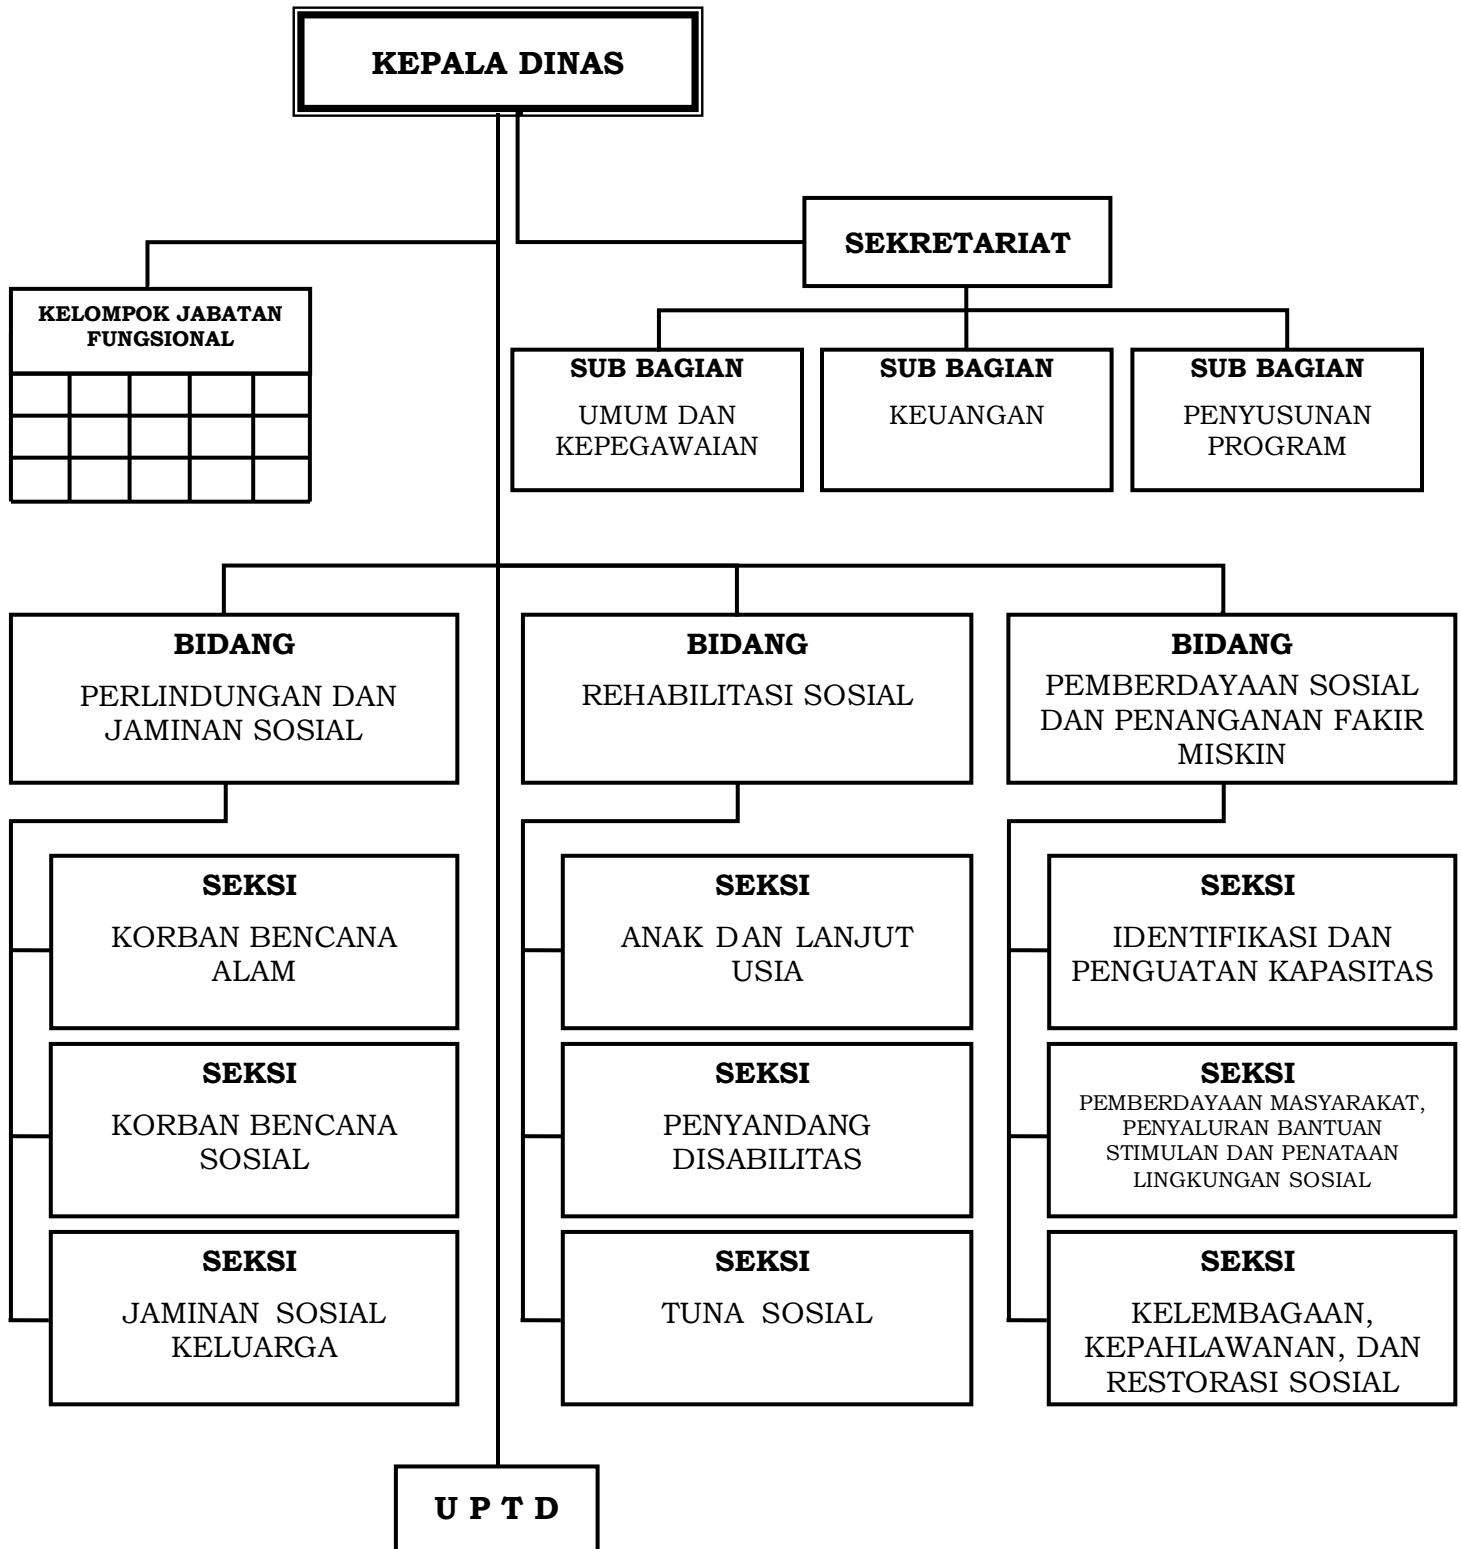 KEPALA DINAS
SEKRETARIAT
KELOMPOK JABATAN
FUNGSIONAL
SUB BAGIAN
UMUM DAN
KEPEGAWAIAN
SUB BAGIAN
KEUANGAN
SUB BAGIAN
PENYUSUNAN
PROGRAM
BIDANG
PERLINDUNGAN DAN
JAMINAN SOSIAL
BIDANG
REHABILITASI SOSIAL
BIDANG
PEMBERDAYAAN SOSIAL
DAN PENANGANAN FAKIR
MISKIN
SEKSI
KORBAN BENCANA
ALAM
SEKSI
KORBAN BENCANA
SOSIAL
SEKSI
JAMINAN SOSIAL
KELUARGA
SEKSI
ANAK DAN LANJUT
USIA
SEKSI
PENYANDANG
DISABILITAS
SEKSI
TUNA SOSIAL
SEKSI
IDENTIFIKASI DAN
PENGUATAN KAPASITAS
SEKSI
PEMBERDAYAAN MASYARAKAT,
PENYALURAN BANTUAN
STIMULAN DAN PENATAAN
LINGKUNGAN SOSIAL
SEKSI
KELEMBAGAAN,
KEPAHLAWANAN, DAN
RESTORASI SOSIAL
U P T D